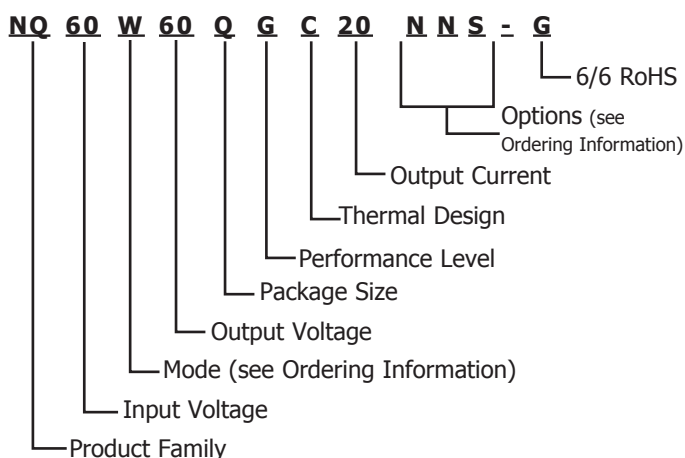 NQ 60 W 60 Q G C 20 N N S - G
6/6 RoHS
Options (see
Ordering Information)
Output Current
Thermal Design
Performance Level
Package Size
Output Voltage
Mode (see Ordering Information)
Input Voltage
Product Family